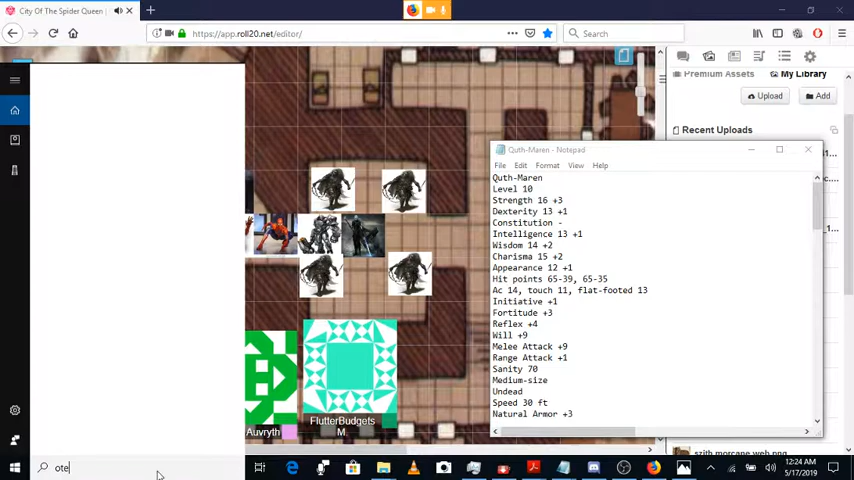 City Of The Spider Queen
https://app.roll20.net/editor/
Search
Premium Assets
My Library
Upload
Add
Recent Uploads
Quth-Maren - Notepad
File Edit Format View Help
Quth-Maren
Level 10
Strength 16 +3
Dexterity 13 +1
Constitution -
Intelligence 13 +1
Wisdom 14 +2
Charisma 15 +2
Appearance 12 +1
Hit points 65-39, 65-35
Ac 14, touch 11, flat-footed 13
Initiative +1
Fortitude +3
Reflex +4
Will +9
Melee Attack +9
Range Attack +1
Sanity 70
Medium-size
Undead
Speed 30 ft
Natural Armor +3
Auvryth
FlutterBudgets
M.
szith morcane web.png
ote
12:24 AM
5/17/2019